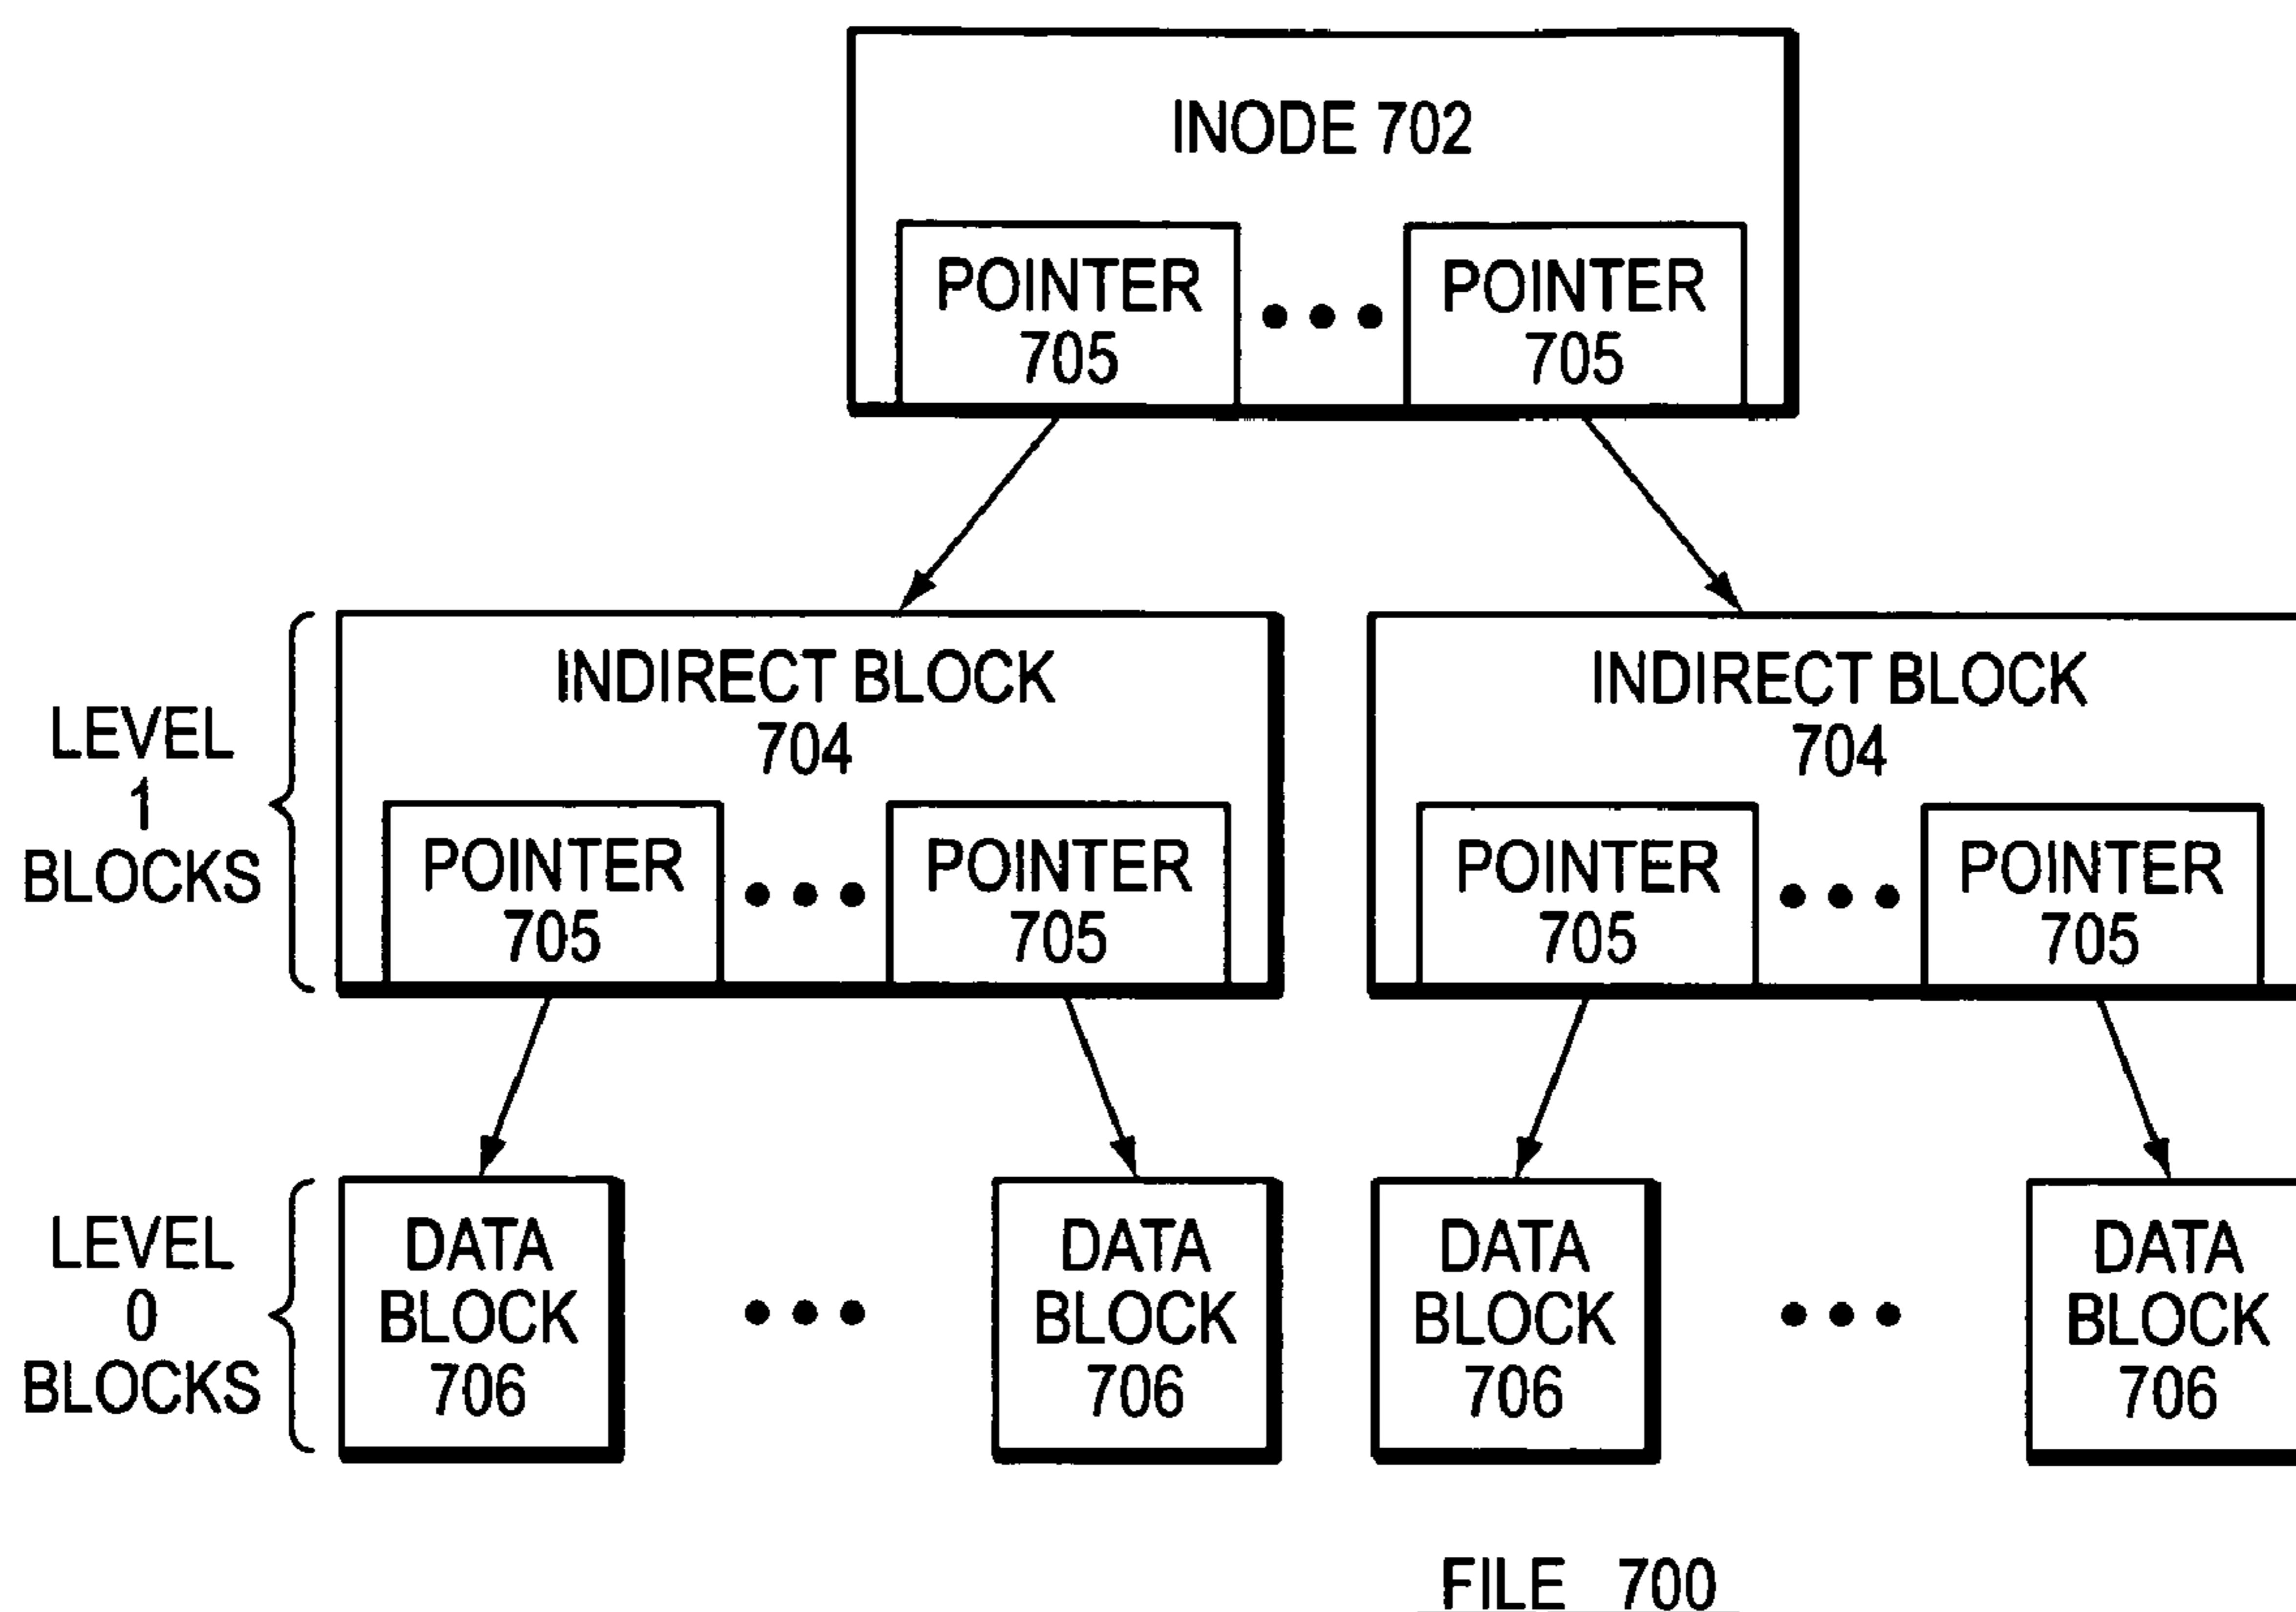 INODE 702
POINTER
705
POINTER
705
LEVEL
1
BLOCKS
INDIRECT BLOCK
704
POINTER
705
POINTER
705
INDIRECT BLOCK
704
POINTER
705
POINTER
705
LEVEL
0
BLOCKS
DATA
BLOCK
706
DATA
BLOCK
706
DATA
BLOCK
706
DATA
BLOCK
706
FILE 700